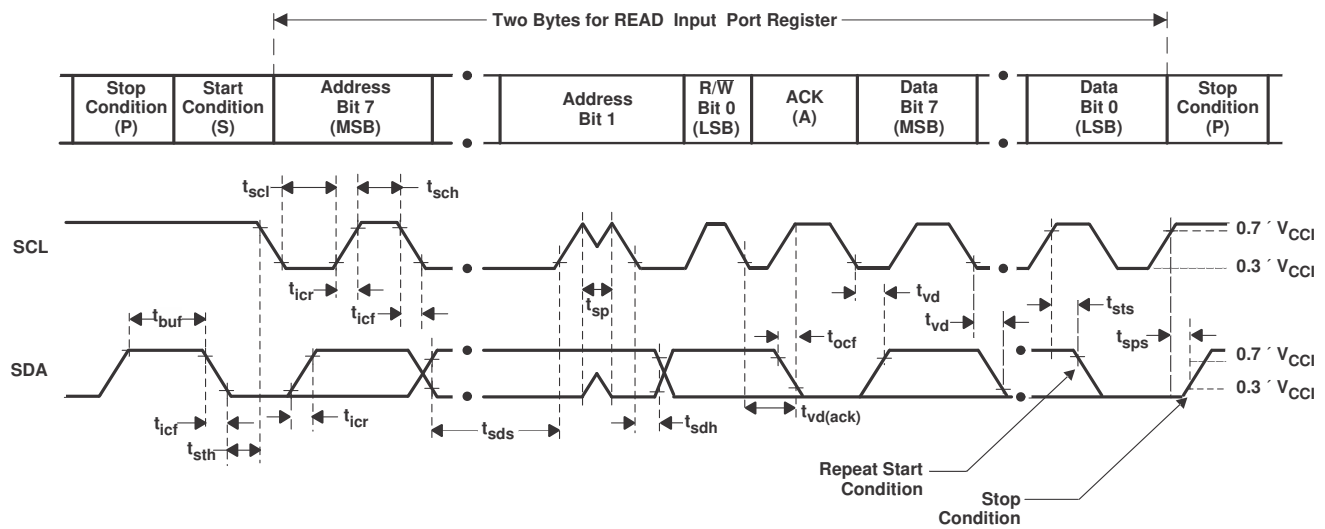 Two Bytes for READ Input Port Register
Stop
Condition
(P)
Start
Condition
(S)
Address
Bit 7
(MSB)
Address
Bit 1
R/W̅
Bit 0
(LSB)
ACK
(A)
Data
Bit 7
(MSB)
Data
Bit 0
(LSB)
Stop
Condition
(P)
tscl
tsch
SCL
0.7 ´ VCCI
0.3 ´ VCCI
ticr
ticf
tbuf
tsp
tvd
tvd
tsts
tocf
tsps
SDA
0.7 ´ VCCI
0.3 ´ VCCI
ticf
ticr
tsth
tsds
tsdh
tvd(ack)
Repeat Start
Condition
Stop
Condition